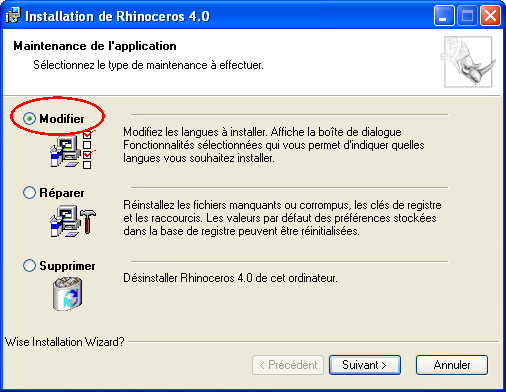 Installation de Rhinoceros 4.0
Maintenance de l'application
Sélectionnez le type de maintenance à effectuer.
Modifier
Modifiez les langues à installer. Affiche la boîte de dialogue
Fonctionnalités sélectionnées qui vous permet d'indiquer quelles
langues vous souhaitez installer.
Réparer
Réinstallez les fichiers manquants ou corrompus, les clés de registre
et les raccourcis. Les valeurs par défaut des préférences stockées
dans la base de registre peuvent être réinitialisées.
Supprimer
Désinstaller Rhinoceros 4.0 de cet ordinateur.
Wise Installation Wizard?
< Précédent
Suivant >
Annuler